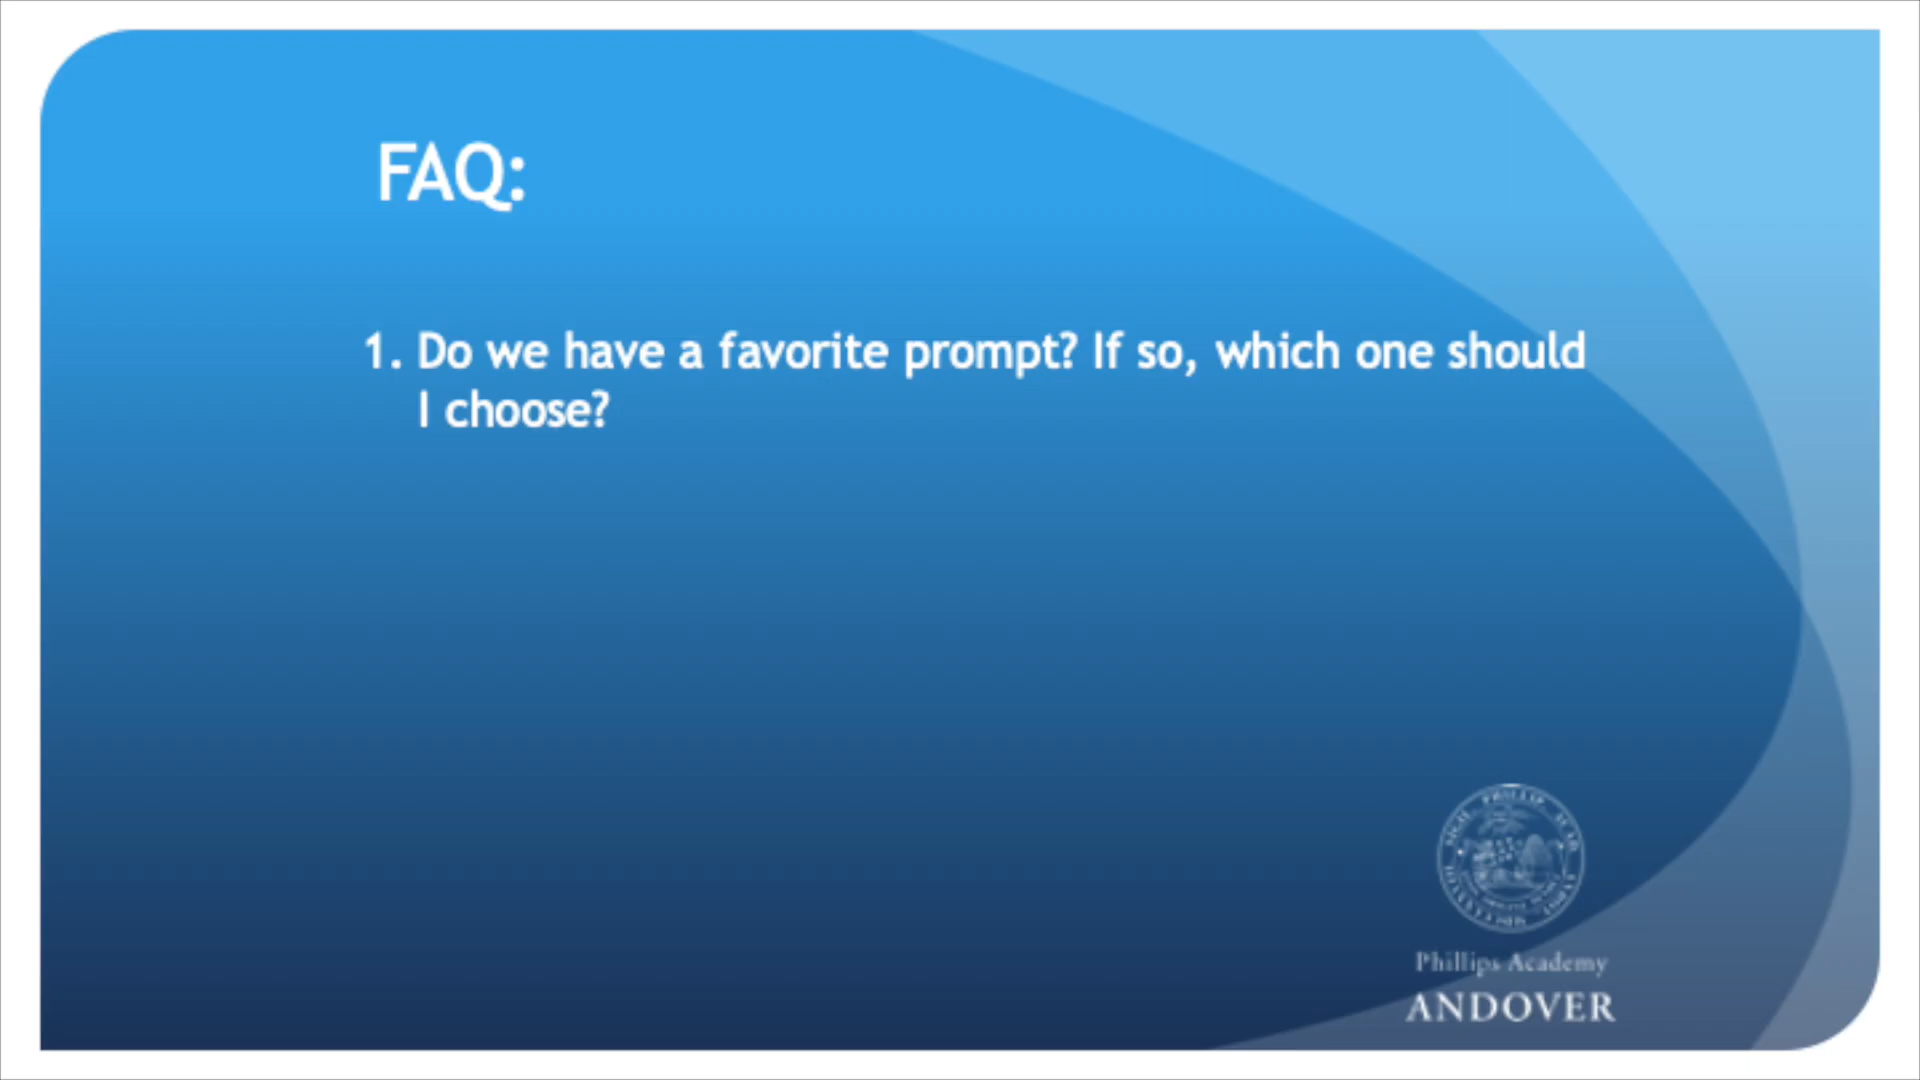 FAQ:
1. Do we have a favorite prompt? If so, which one should
I choose?
Phillips Academy
ANDOVER